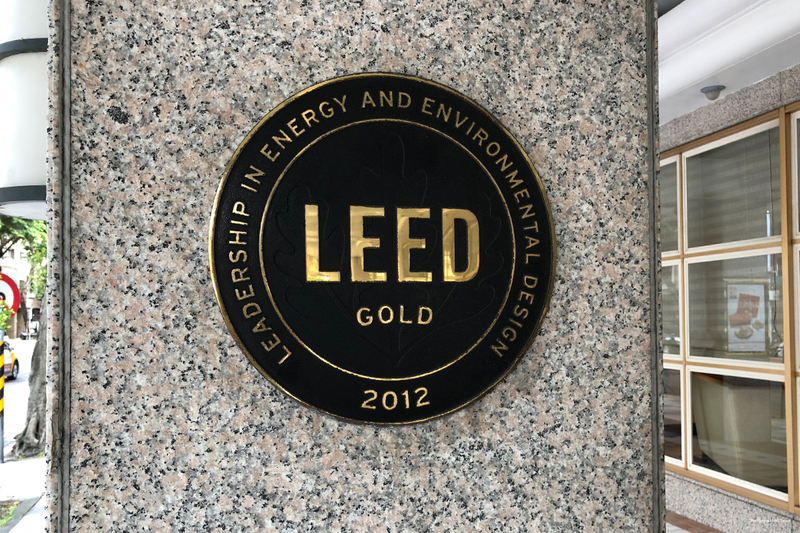 LEADERSHIP IN ENERGY AND ENVIRONMENTAL DESIGN
LEED
GOLD
2012